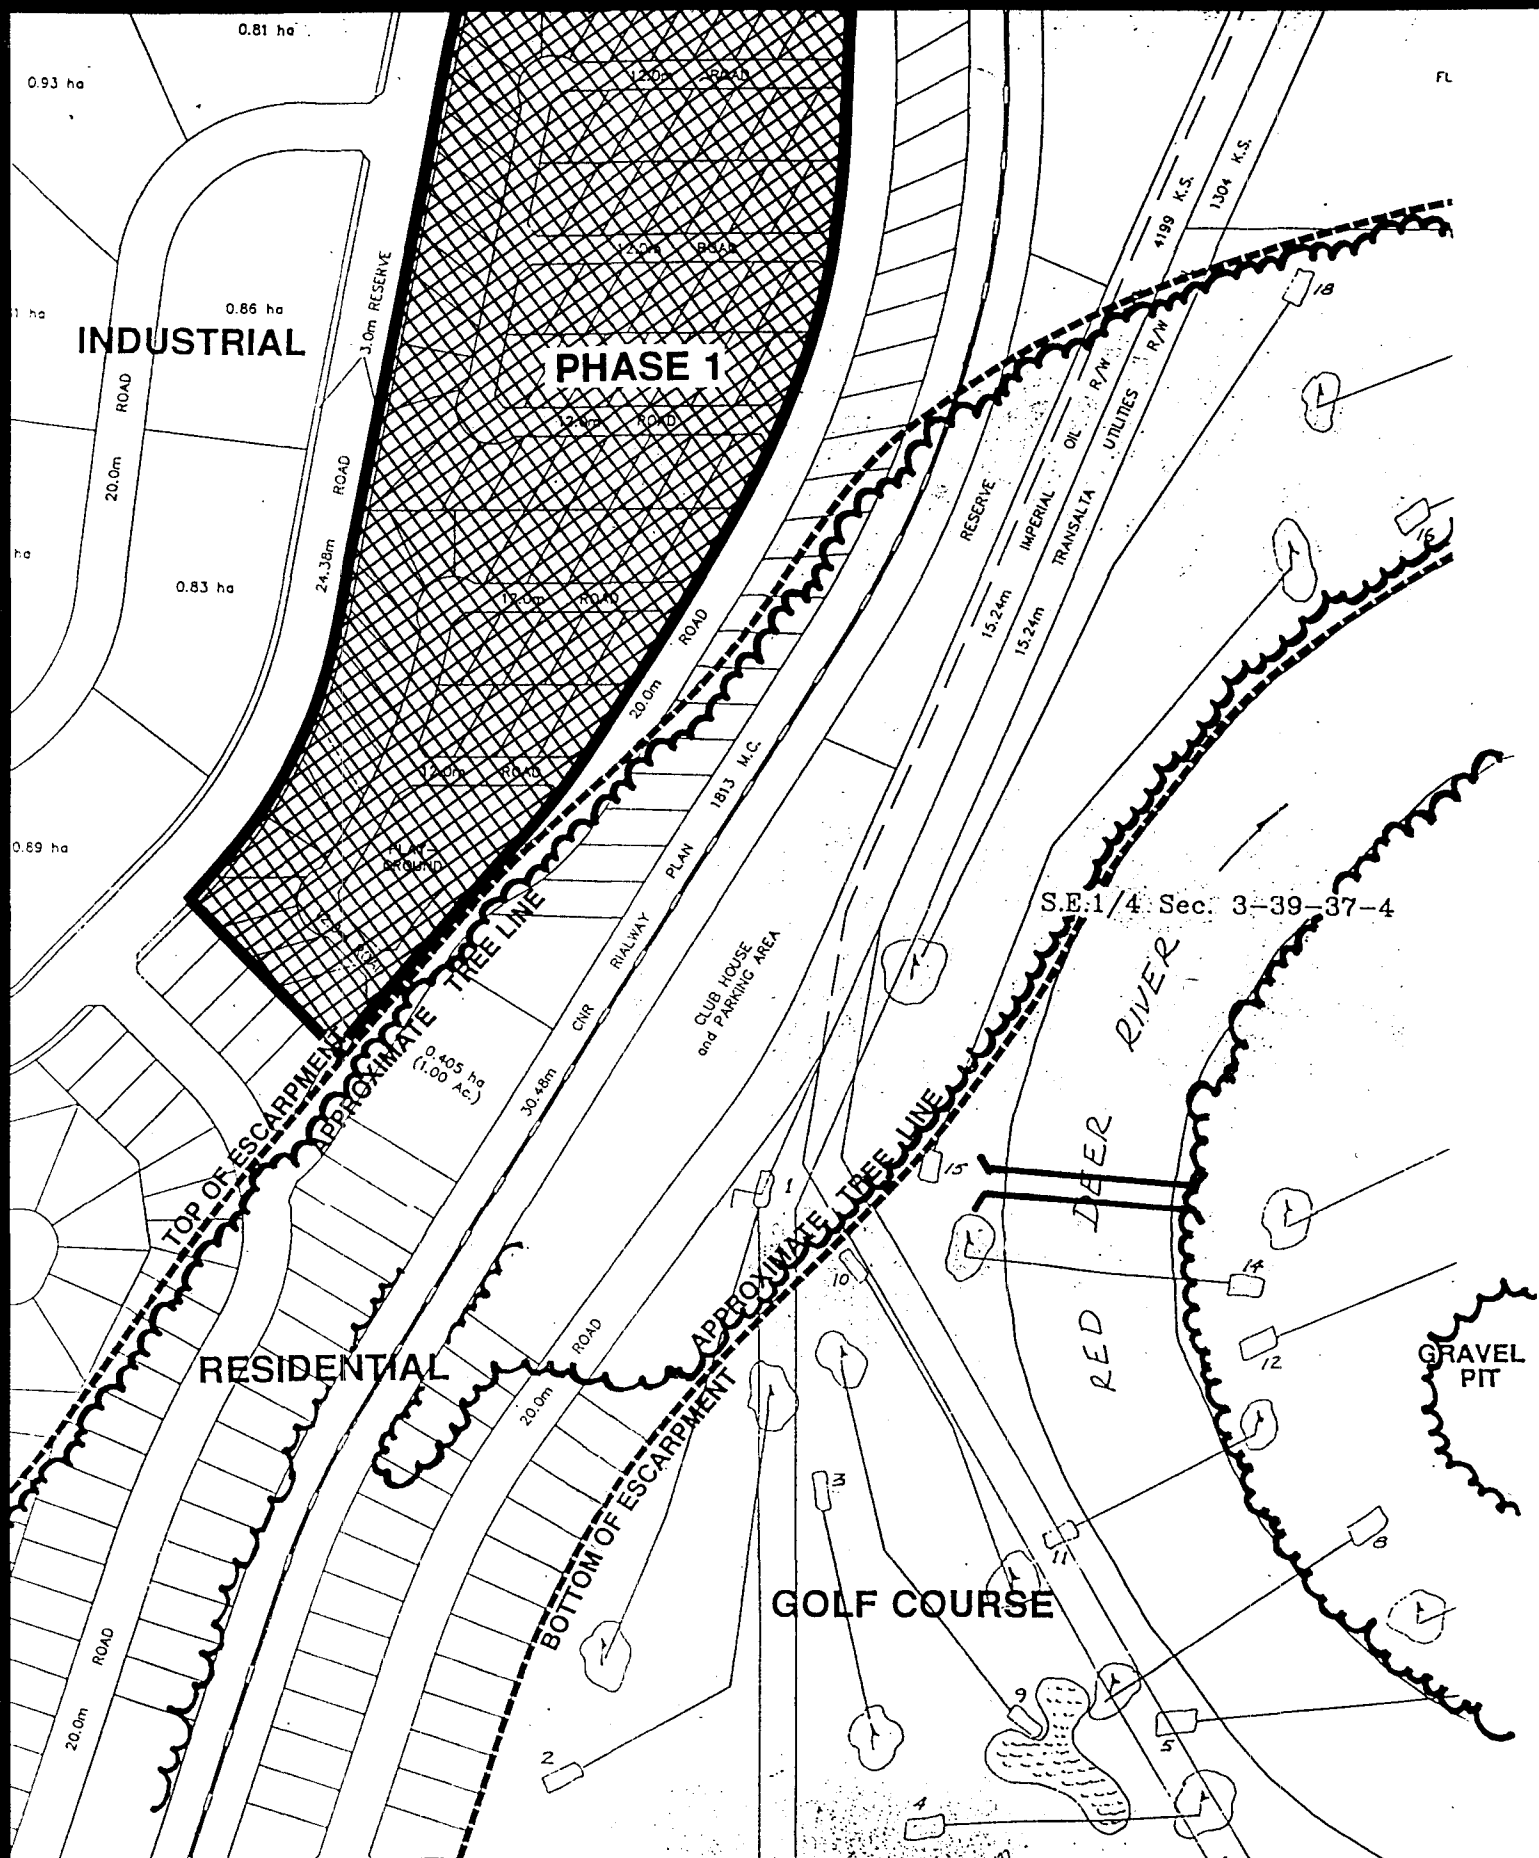 0.81 ha
0.93 ha
FL
12.0m ROAD
4199 K.S.
1304 K.S.
12.0m ROAD
3.0m RESERVE
18
0.86 ha
ha
INDUSTRIAL
PHASE 1
IMPERIAL OIL R/W
TRANSALTA UTILITIES R/W
20.0m ROAD
12.0m ROAD
24.38m ROAD
RESERVE
16
ha
0.83 ha
12.0m ROAD
15.24m
15.24m
20.0m ROAD
12.0m ROAD
0.89 ha
PLAY-
GROUND
ROAD
S.E.1/4 Sec. 3-39-37-4
30.48m CNR RIALWAY PLAN 1813 M.C.
CLUB HOUSE
and PARKING AREA
TOP OF ESCARPMENT
APPROXIMATE TREE LINE
0.405 ha
(1.00 Ac.)
RED DEER RIVER
APPROXIMATE TREE LINE
15
1
10
14
12
RESIDENTIAL
20.0m ROAD
GRAVEL
PIT
BOTTOM OF ESCARPMENT
3
11
8
GOLF COURSE
20.0m ROAD
9
5
2
4